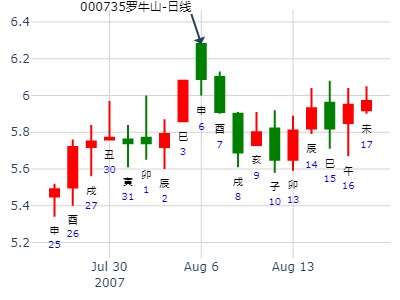 000735罗牛山-日线
6.4
6.2
6
5.8
5.6
5.4
5.2
申
25
酉
26
戌
27
丑
30
寅
31
卯
1
辰
2
巳
3
申
6
酉
7
戌
8
亥
9
子
10
卯
13
辰
14
巳
15
午
16
未
17
Jul 30
2007
Aug 6
Aug 13